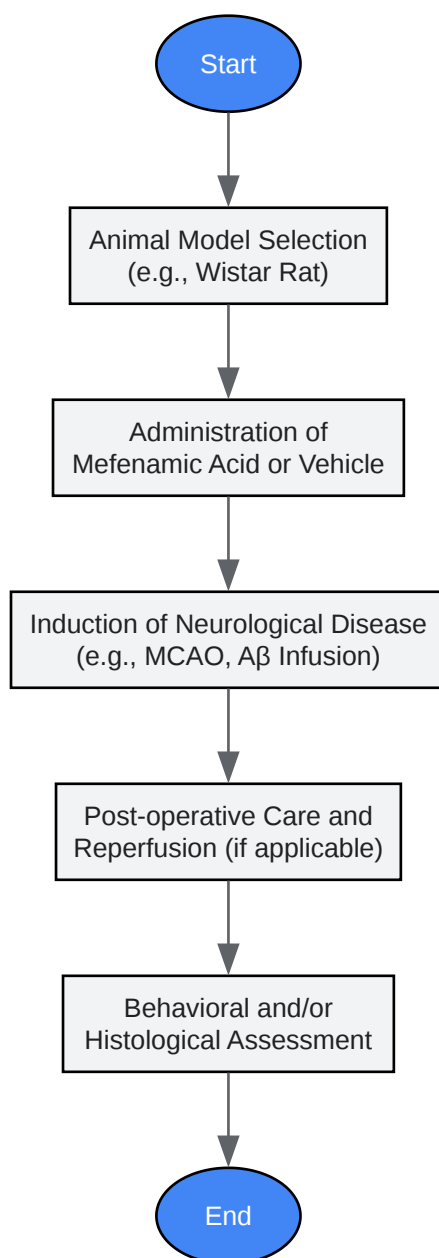 Start
Animal Model Selection
(e.g., Wistar Rat)
Administration of
Mefenamic Acid or Vehicle
Induction of Neurological Disease
(e.g., MCAO, Aβ Infusion)
Post-operative Care and
Reperfusion (if applicable)
Behavioral and/or
Histological Assessment
End